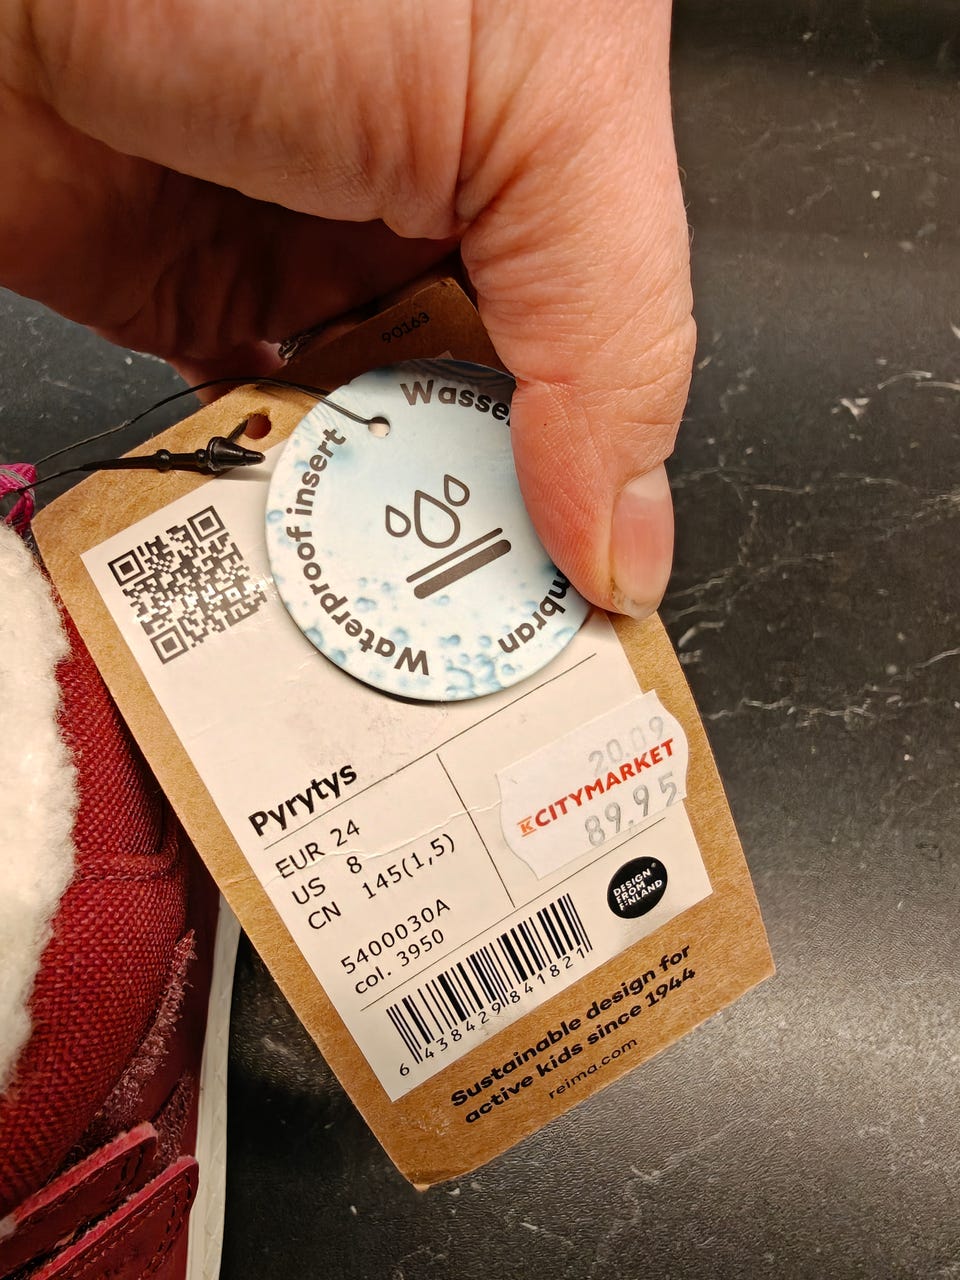 90163
Wasser
Waterproof insert
mbran
20.09
KCITYMARKET
89.95
Pyrytys
EUR 24
US 8
CN 145(1,5)
5400030A
col. 3950
6 438429 841821
DESIGN
FROM
FINLAND
Sustainable design for
active kids since 1944
reima.com